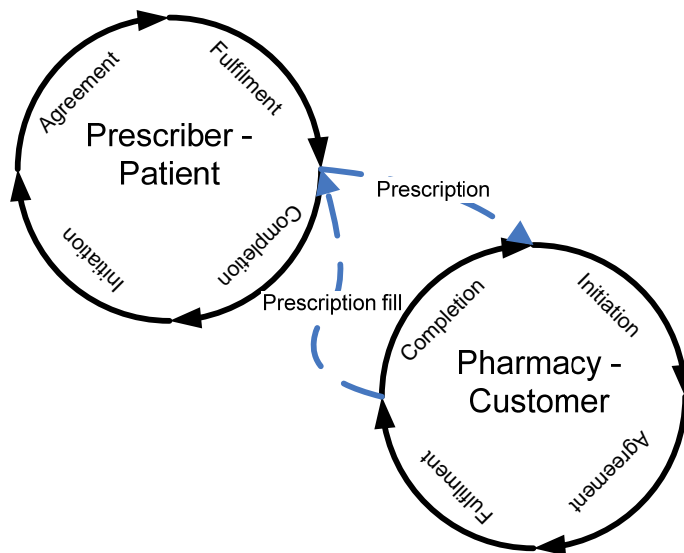 Agreement
Fulfilment
Prescriber -
Patient
Initiation
Completion
Prescription
Prescription fill
Completion
Initiation
Pharmacy -
Customer
Fulfilment
Agreement